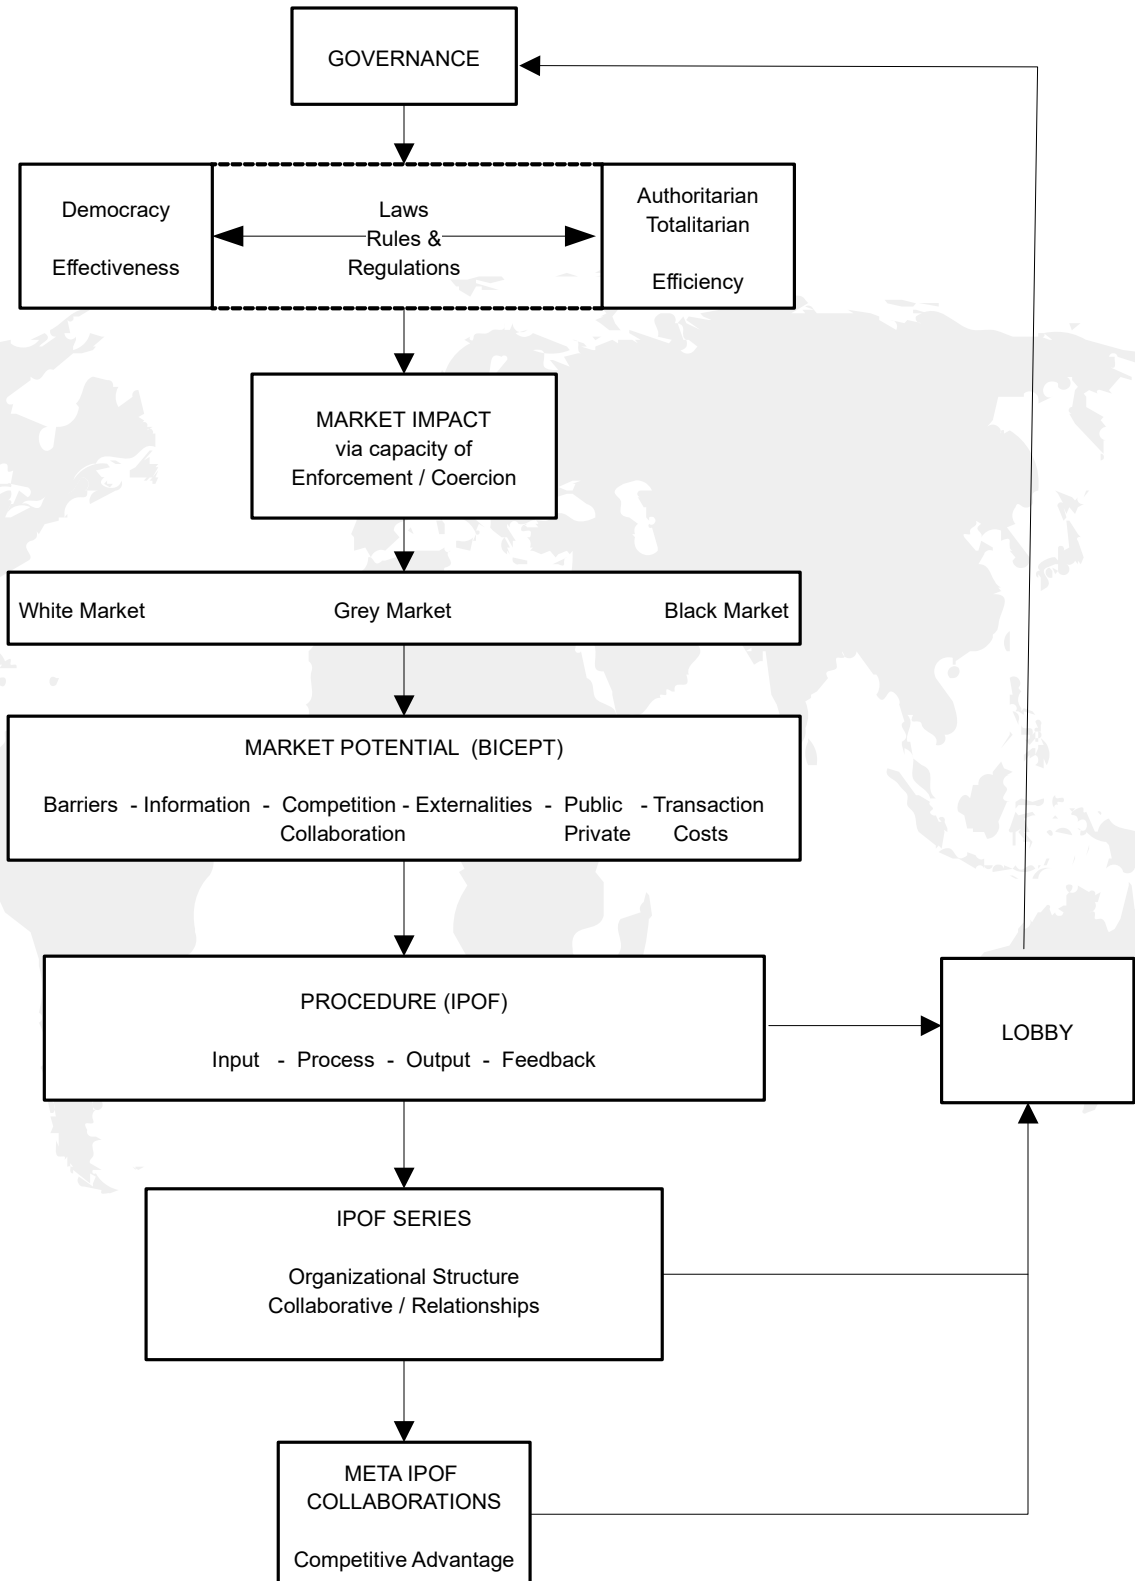 GOVERNANCE
Democracy
Effectiveness
Laws
Rules &
Regulations
Authoritarian
Totalitarian
Efficiency
MARKET IMPACT
via capacity of
Enforcement / Coercion
White Market
Grey Market
Black Market
MARKET POTENTIAL (BICEPT)
Barriers - Information - Competition - Externalities - Public - Transaction
Collaboration Private Costs
PROCEDURE (IPOF)
Input - Process - Output - Feedback
LOBBY
IPOF SERIES
Organizational Structure
Collaborative / Relationships
META IPOF
COLLABORATIONS
Competitive Advantage